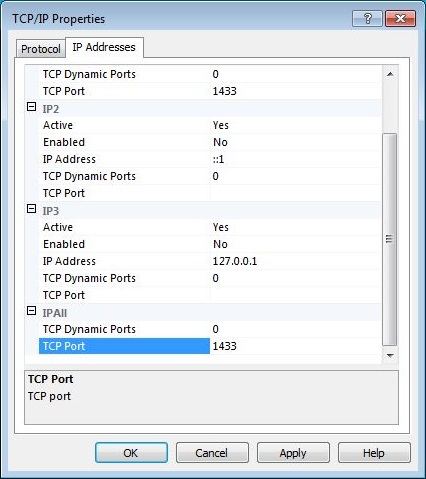 TCP/IP Properties
Protocol IP Addresses
TCP Dynamic Ports 0
TCP Port 1433
IP2
Active Yes
Enabled No
IP Address ::1
TCP Dynamic Ports 0
TCP Port
IP3
Active Yes
Enabled No
IP Address 127.0.0.1
TCP Dynamic Ports 0
TCP Port
IPAll
TCP Dynamic Ports 0
TCP Port 1433
TCP Port
TCP port
OK Cancel Apply Help